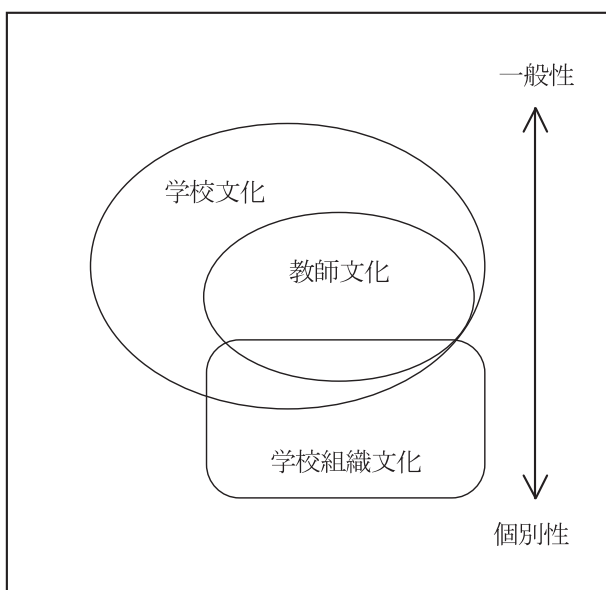 一般性
学校文化
教師文化
学校組織文化
個別性